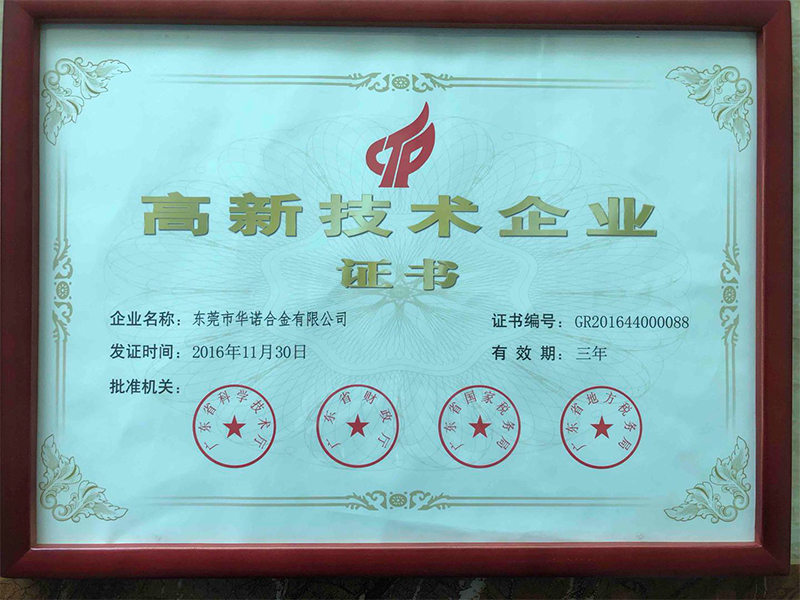 高新技术企业
证书
企业名称：东莞市华诺合金有限公司
证书编号：GR201644000088
发证时间：2016年11月30日
有效期：三年
批准机关：
广东省科学技术厅
广东省财政厅
广东省国家税务局
广东省地方税务局